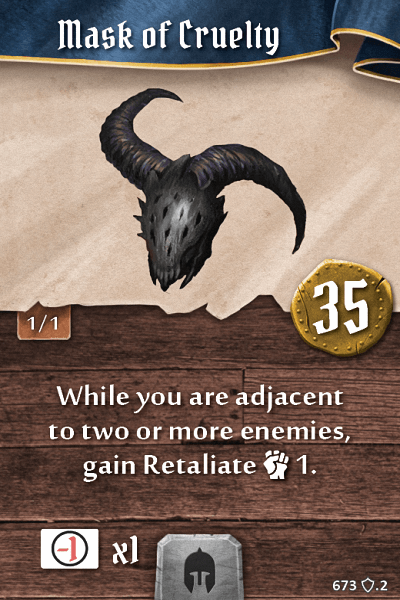 Mask of Cruelty
1/1
35
While you are adjacent
to two or more enemies,
gain Retaliate 1.
-1 x1
673 .2